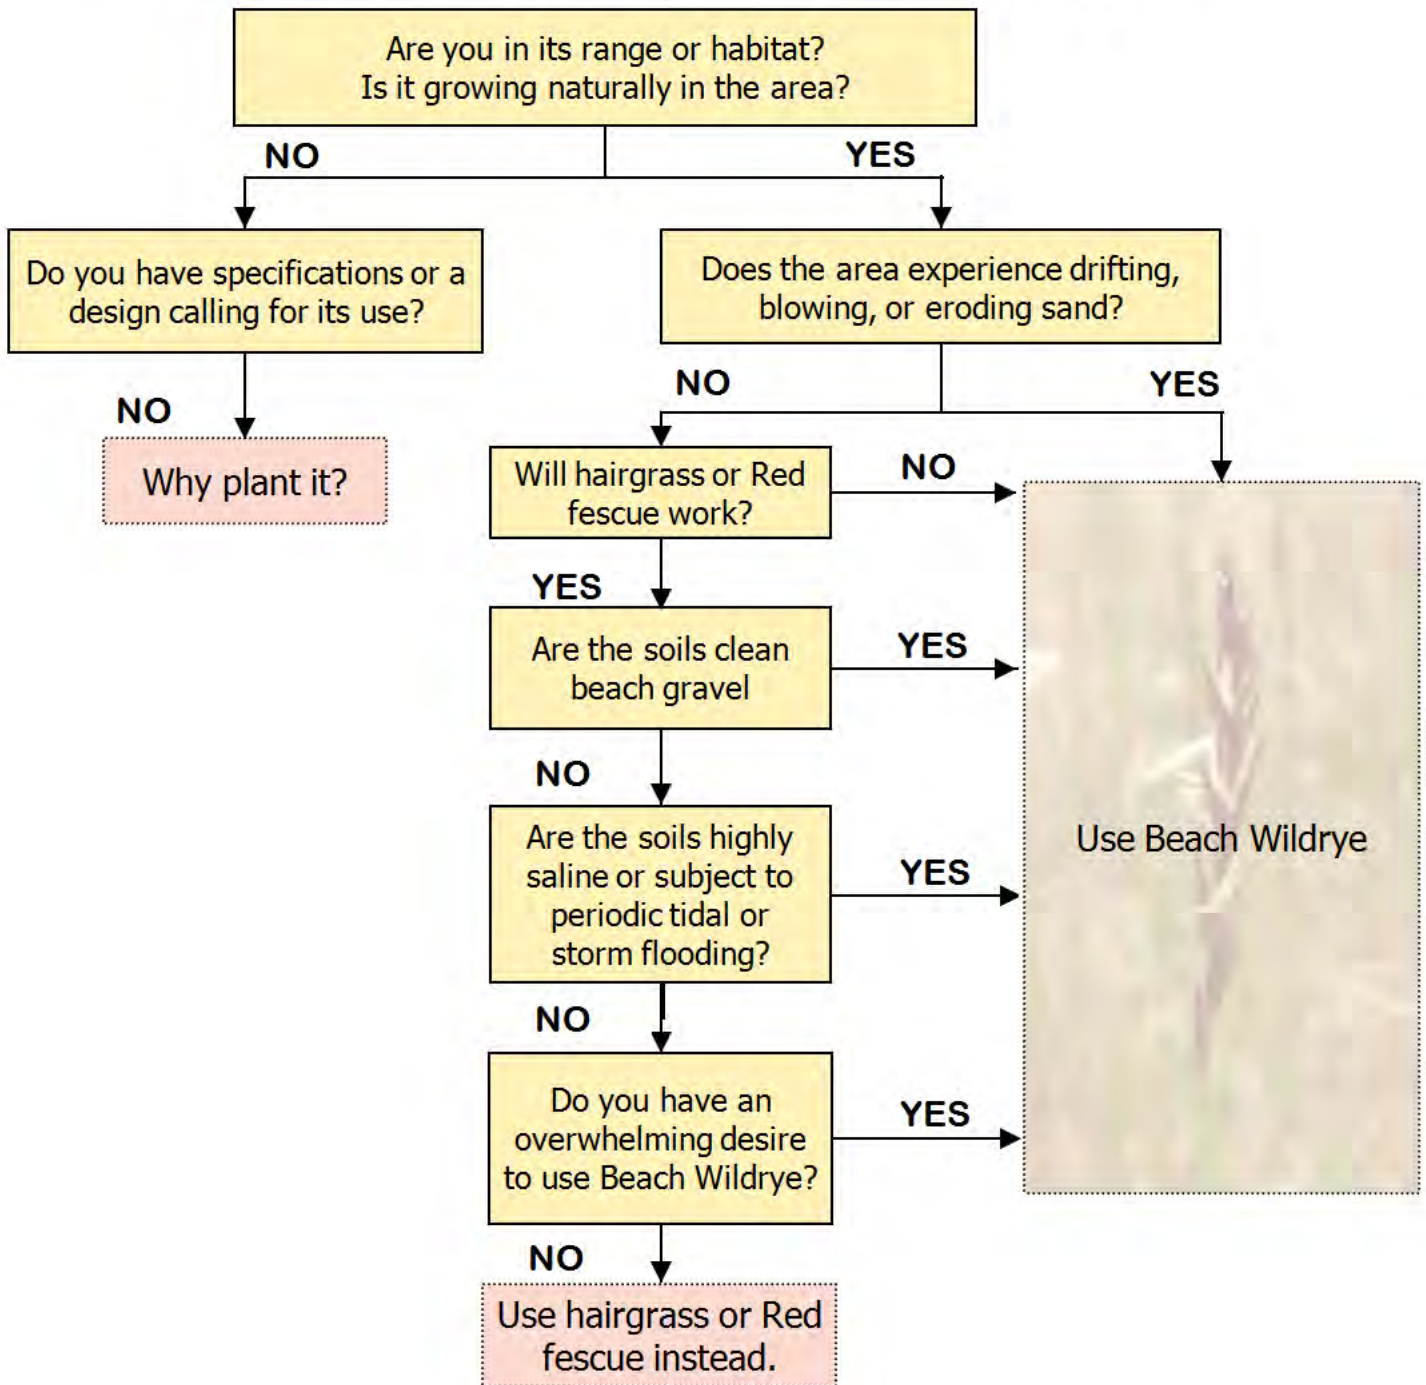 Are you in its range or habitat?
Is it growing naturally in the area?
NO
YES
Do you have specifications or a
design calling for its use?
Does the area experience drifting,
blowing, or eroding sand?
NO
Why plant it?
NO
YES
Will hairgrass or Red
fescue work?
NO
YES
Are the soils clean
beach gravel
YES
NO
Are the soils highly
saline or subject to
periodic tidal or
storm flooding?
YES
Use Beach Wildrye
NO
Do you have an
overwhelming desire
to use Beach Wildrye?
YES
NO
Use hairgrass or Red
fescue instead.